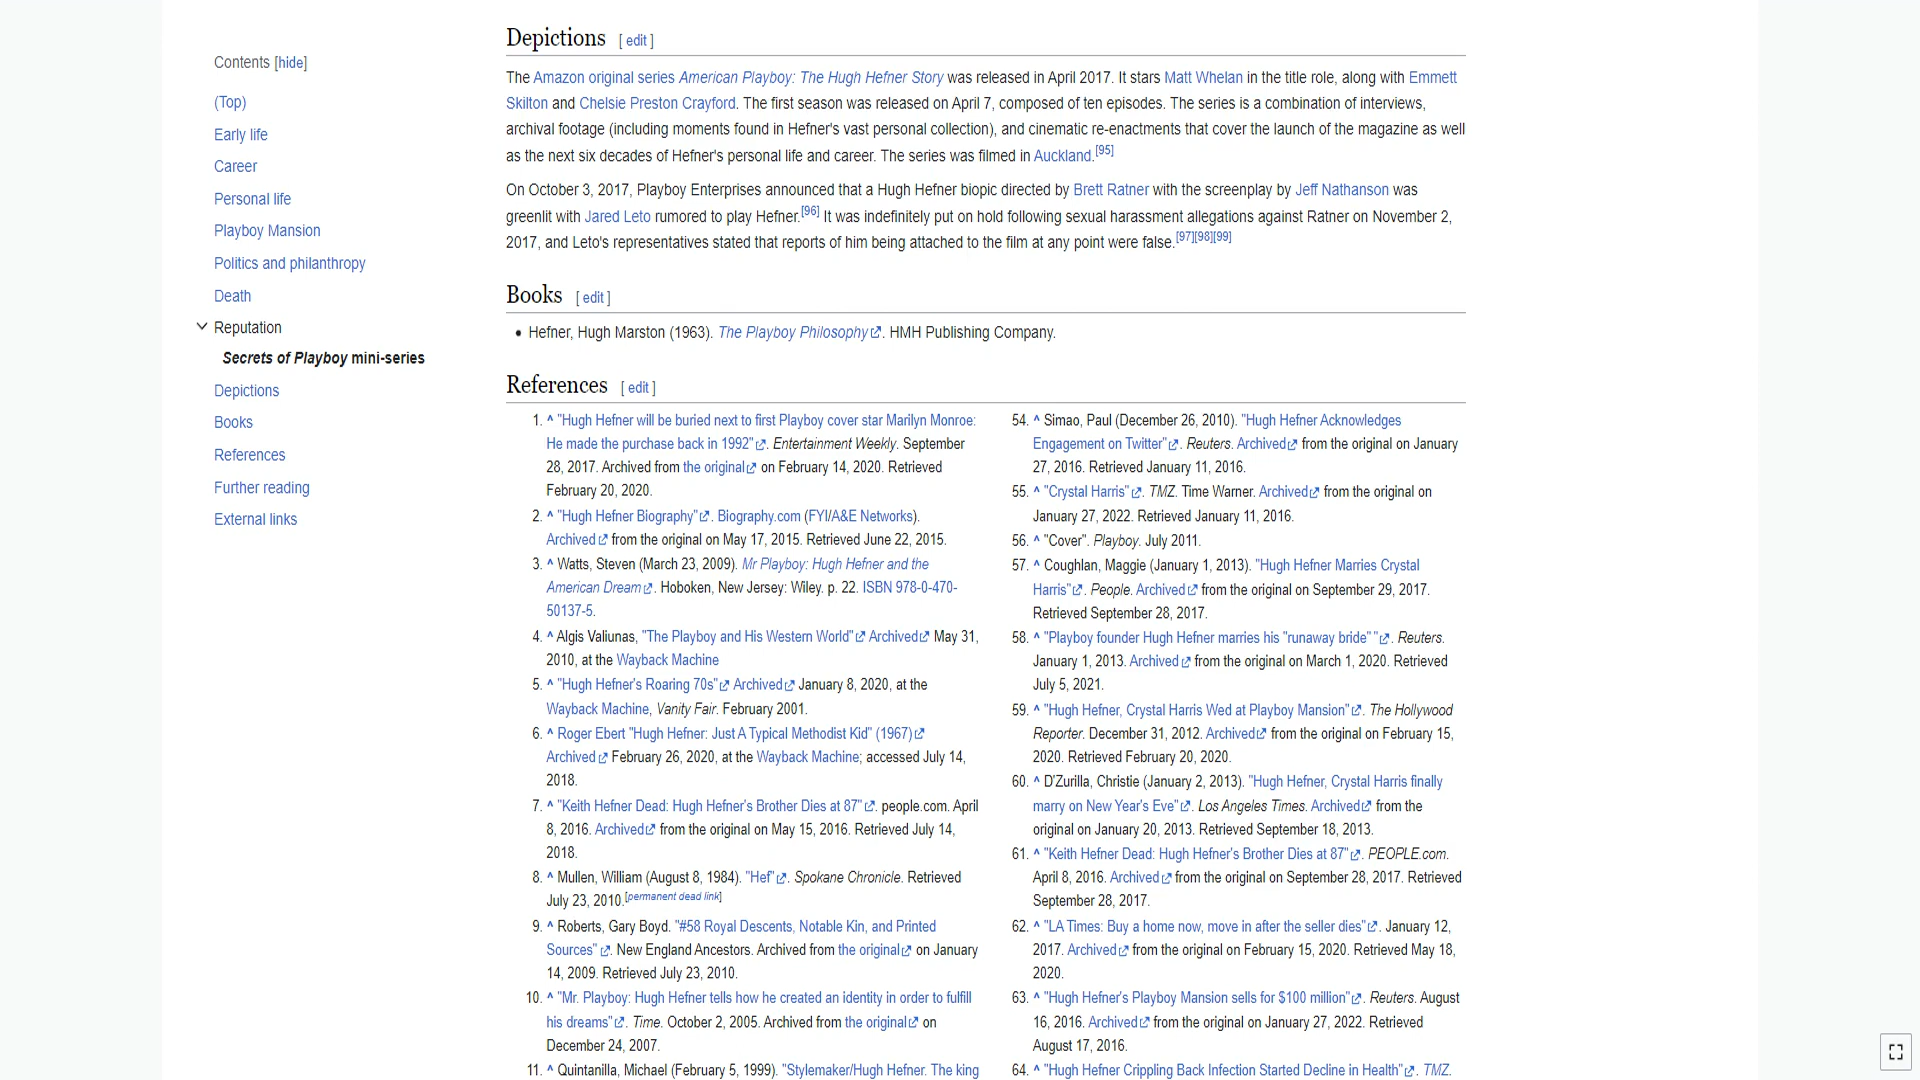 Contents [hide]
(Top)
Early life
Career
Personal life
Playboy Mansion
Politics and philanthropy
Death
Reputation
Secrets of Playboy mini-series
Depictions
Books
References
Further reading
External links
Depictions [ edit ]
The Amazon original series American Playboy: The Hugh Hefner Story was released in April 2017. It stars Matt Whelan in the title role, along with Emmett
Skilton and Chelsie Preston Crayford. The first season was released on April 7, composed of ten episodes. The series is a combination of interviews,
archival footage (including moments found in Hefner's vast personal collection), and cinematic re-enactments that cover the launch of the magazine as well
as the next six decades of Hefner's personal life and career. The series was filmed in Auckland.[95]
On October 3, 2017, Playboy Enterprises announced that a Hugh Hefner biopic directed by Brett Ratner with the screenplay by Jeff Nathanson was
greenlit with Jared Leto rumored to play Hefner.[96] It was indefinitely put on hold following sexual harassment allegations against Ratner on November 2,
2017, and Leto's representatives stated that reports of him being attached to the film at any point were false.[97][98][99]
Books [ edit ]
• Hefner, Hugh Marston (1963). The Playboy Philosophy. HMH Publishing Company.
References [ edit ]
1. ^ "Hugh Hefner will be buried next to first Playboy cover star Marilyn Monroe:
He made the purchase back in 1992". Entertainment Weekly. September
28, 2017. Archived from the original on February 14, 2020. Retrieved
February 20, 2020.
2. ^ "Hugh Hefner Biography". Biography.com (FYI/A&E Networks).
Archived from the original on May 17, 2015. Retrieved June 22, 2015.
3. ^ Watts, Steven (March 23, 2009). Mr Playboy: Hugh Hefner and the
American Dream. Hoboken, New Jersey: Wiley. p. 22. ISBN 978-0-470-
50137-5.
4. ^ Algis Valiunas, "The Playboy and His Western World" Archived May 31,
2010, at the Wayback Machine
5. ^ "Hugh Hefner's Roaring 70s" Archived January 8, 2020, at the
Wayback Machine, Vanity Fair. February 2001.
6. ^ Roger Ebert "Hugh Hefner: Just A Typical Methodist Kid" (1967)
Archived February 26, 2020, at the Wayback Machine; accessed July 14,
2018.
7. ^ "Keith Hefner Dead: Hugh Hefner's Brother Dies at 87". people.com. April
8, 2016. Archived from the original on May 15, 2016. Retrieved July 14,
2018.
8. ^ Mullen, William (August 8, 1984). "Hef". Spokane Chronicle. Retrieved
July 23, 2010.[permanent dead link]
9. ^ Roberts, Gary Boyd. "#58 Royal Descents, Notable Kin, and Printed
Sources". New England Ancestors. Archived from the original on January
14, 2009. Retrieved July 23, 2010.
10. ^ "Mr. Playboy: Hugh Hefner tells how he created an identity in order to fulfill
his dreams". Time. October 2, 2005. Archived from the original on
December 24, 2007.
11. ^ Quintanilla, Michael (February 5, 1999). "Stylemaker/Hugh Hefner. The king
54. ^ Simao, Paul (December 26, 2010). "Hugh Hefner Acknowledges
Engagement on Twitter". Reuters. Archived from the original on January
27, 2016. Retrieved January 11, 2016.
55. ^ "Crystal Harris". TMZ. Time Warner. Archived from the original on
January 27, 2022. Retrieved January 11, 2016.
56. ^ "Cover". Playboy. July 2011.
57. ^ Coughlan, Maggie (January 1, 2013). "Hugh Hefner Marries Crystal
Harris". People. Archived from the original on September 29, 2017.
Retrieved September 28, 2017.
58. ^ "Playboy founder Hugh Hefner marries his "runaway bride" ". Reuters.
January 1, 2013. Archived from the original on March 1, 2020. Retrieved
July 5, 2021.
59. ^ "Hugh Hefner, Crystal Harris Wed at Playboy Mansion". The Hollywood
Reporter. December 31, 2012. Archived from the original on February 15,
2020. Retrieved February 20, 2020.
60. ^ D'Zurilla, Christie (January 2, 2013). "Hugh Hefner, Crystal Harris finally
marry on New Year's Eve". Los Angeles Times. Archived from the
original on January 20, 2013. Retrieved September 18, 2013.
61. ^ "Keith Hefner Dead: Hugh Hefner's Brother Dies at 87". PEOPLE.com.
April 8, 2016. Archived from the original on September 28, 2017. Retrieved
September 28, 2017.
62. ^ "LA Times: Buy a home now, move in after the seller dies". January 12,
2017. Archived from the original on February 15, 2020. Retrieved May 18,
2020.
63. ^ "Hugh Hefner's Playboy Mansion sells for $100 million". Reuters. August
16, 2016. Archived from the original on January 27, 2022. Retrieved
August 17, 2016.
64. ^ "Hugh Hefner Crippling Back Infection Started Decline in Health". TMZ.